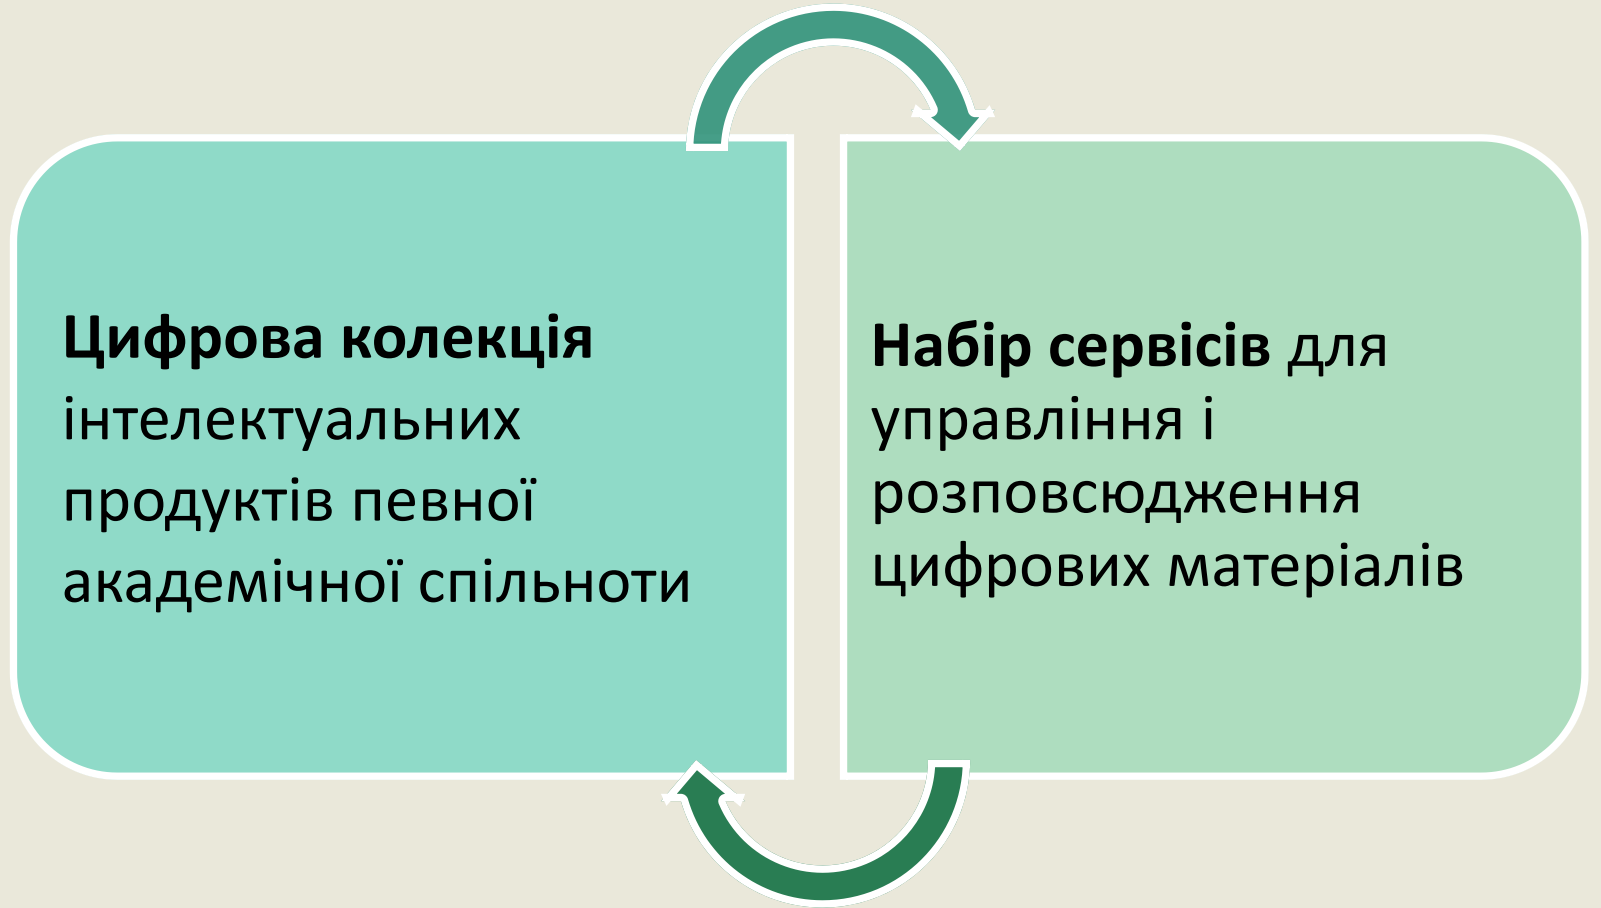 Цифрова колекція
інтелектуальних
продуктів певної
академічної спільноти
Набір сервісів для
управління і
розповсюдження
цифрових матеріалів